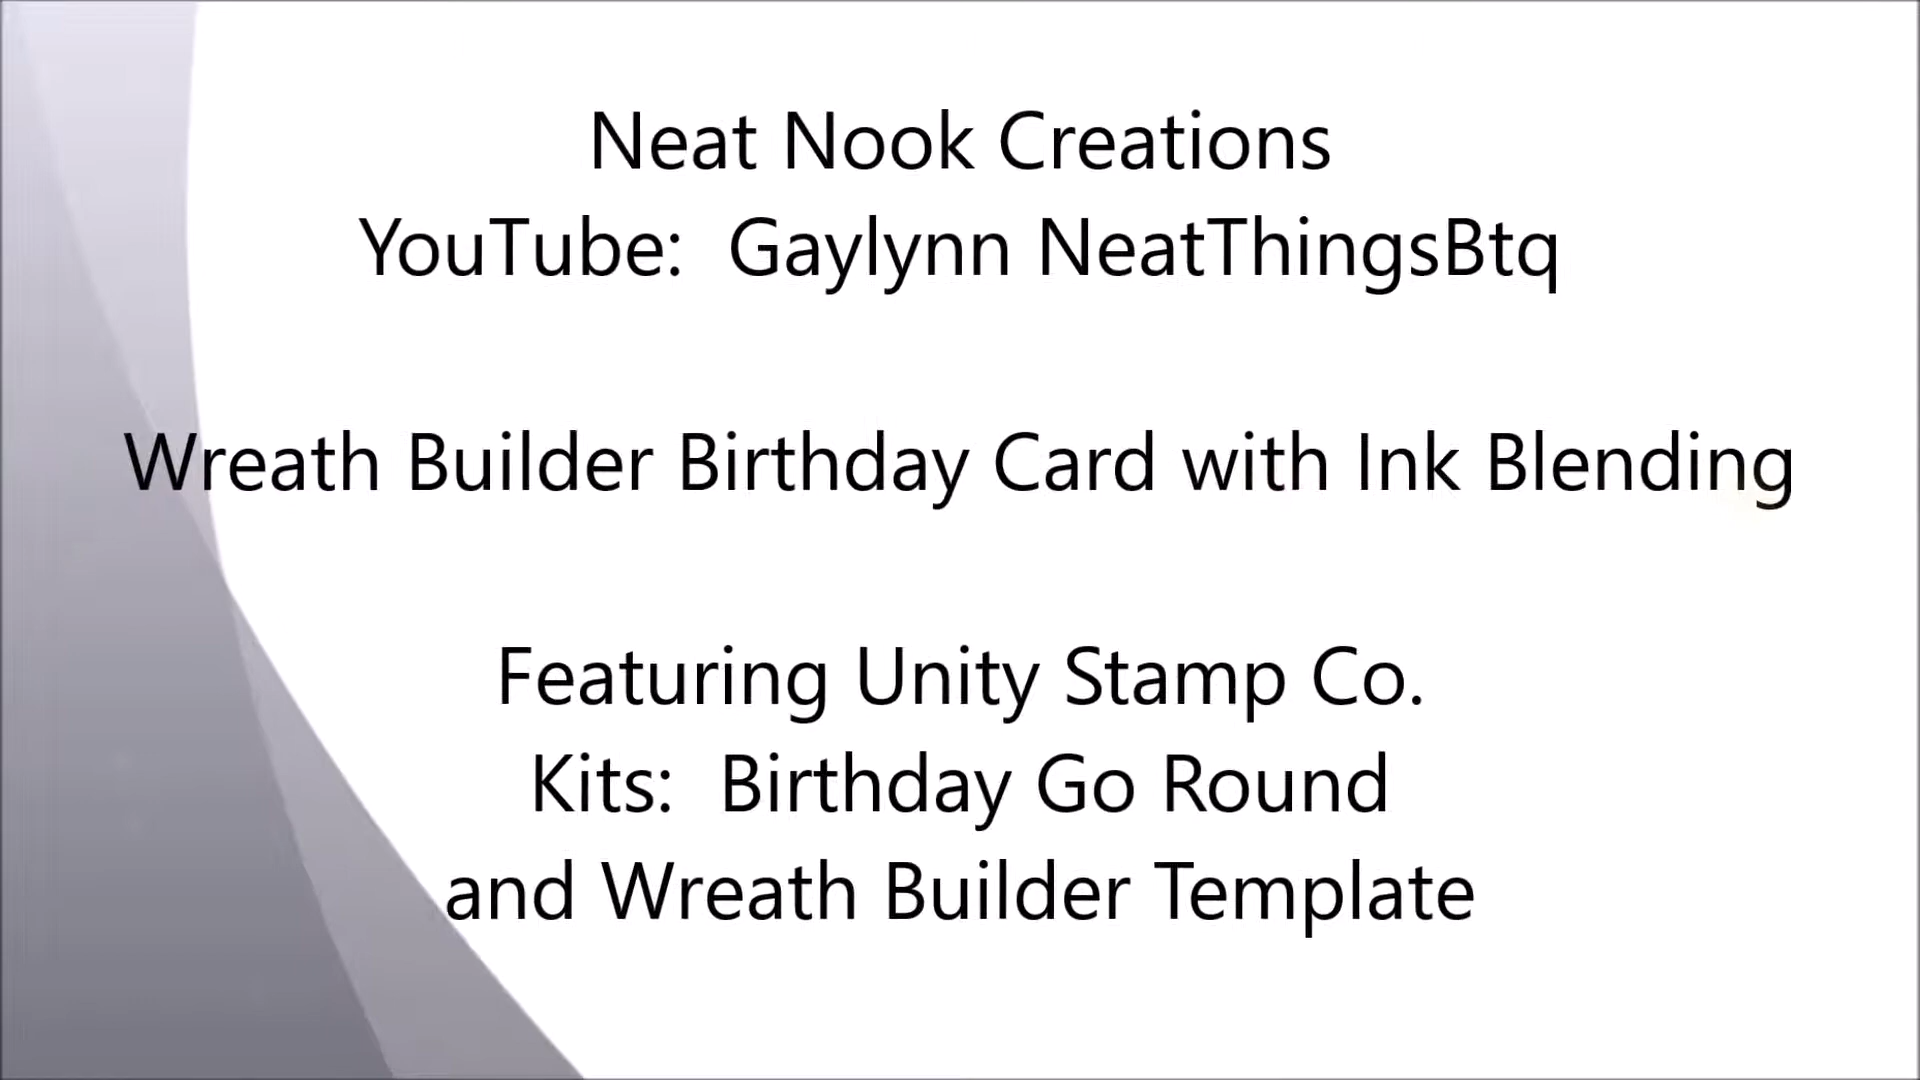 Neat Nook Creations
YouTube:  Gaylynn NeatThingsBtq
Wreath Builder Birthday Card with Ink Blending
Featuring Unity Stamp Co.
Kits:  Birthday Go Round
and Wreath Builder Template